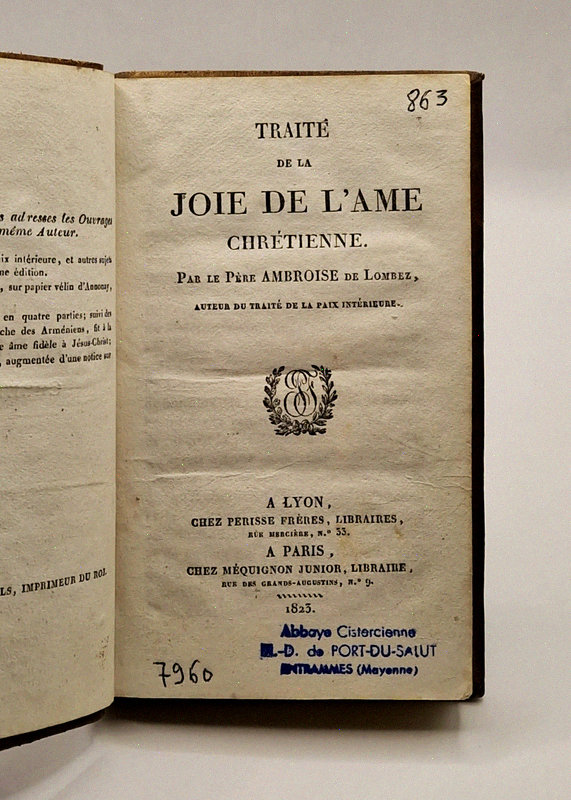 s adresses les Ouvrages
même Auteur.
ix intérieure, et autres sujets
me édition.
, sur papier vélin d'Annonay,
en quatre parties; suivi des
che des Arméniens, fit à la
e âme fidèle à Jésus-Christ;
, augmentée d'une notice sur
LS, IMPRIMEUR DU ROI.
863
TRAITÉ
DE LA
JOIE DE L'AME
CHRÉTIENNE.
PAR LE PÈRE AMBROISE DE LOMBEZ,
AUTEUR DU TRAITÉ DE LA PAIX INTÉRIEURE.
A LYON,
CHEZ PERISSE FRÈRES, LIBRAIRES,
RUE MERCIÈRE, N.º 33.
A PARIS,
CHEZ MÉQUIGNON JUNIOR, LIBRAIRE,
RUE DES GRANDS-AUGUSTINS, N.º 9.
1823.
Abbaye Cistercienne
N.-D. de PORT-DU-SALUT
ENTRAMMES (Mayenne)
7960